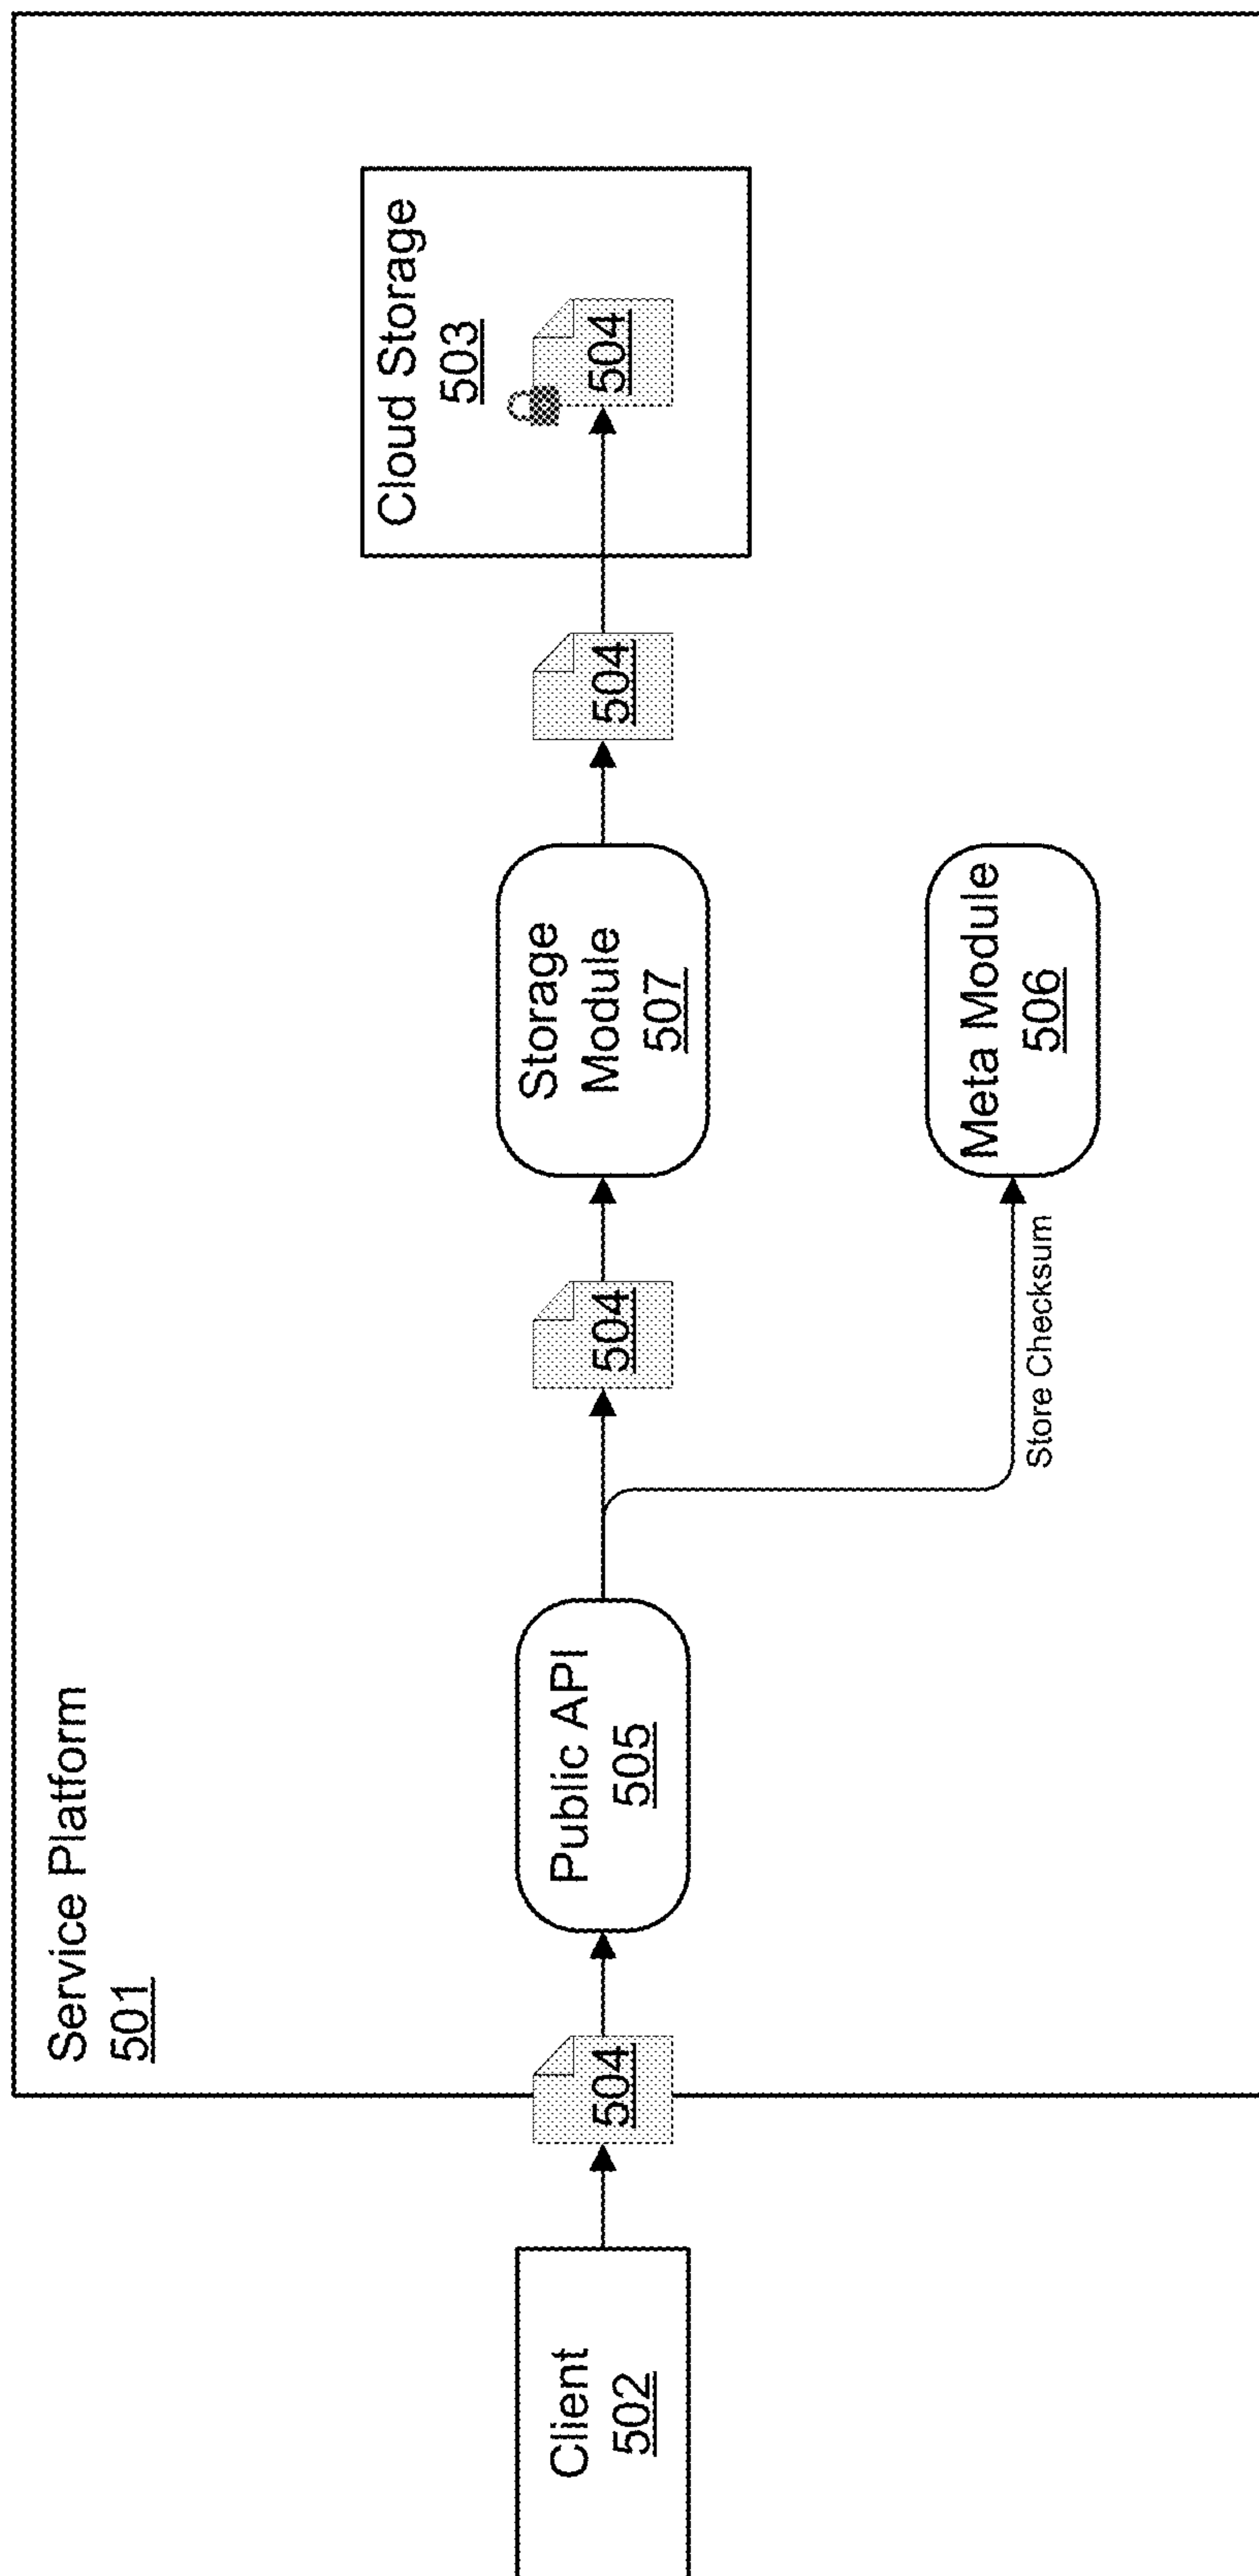 Service Platform
501
Client
502
504
Public API
505
504
Storage
Module
507
504
Cloud Storage
503
504
Store Checksum
Meta Module
506